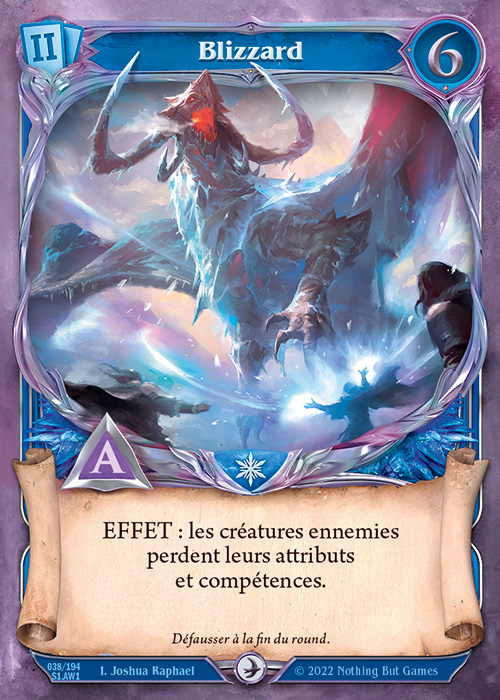 II
Blizzard
6
A
EFFET : les créatures ennemies
perdent leurs attributs
et compétences.
Défausser à la fin du round.
038/194
S1.AW1
I. Joshua Raphael
© 2022 Nothing But Games